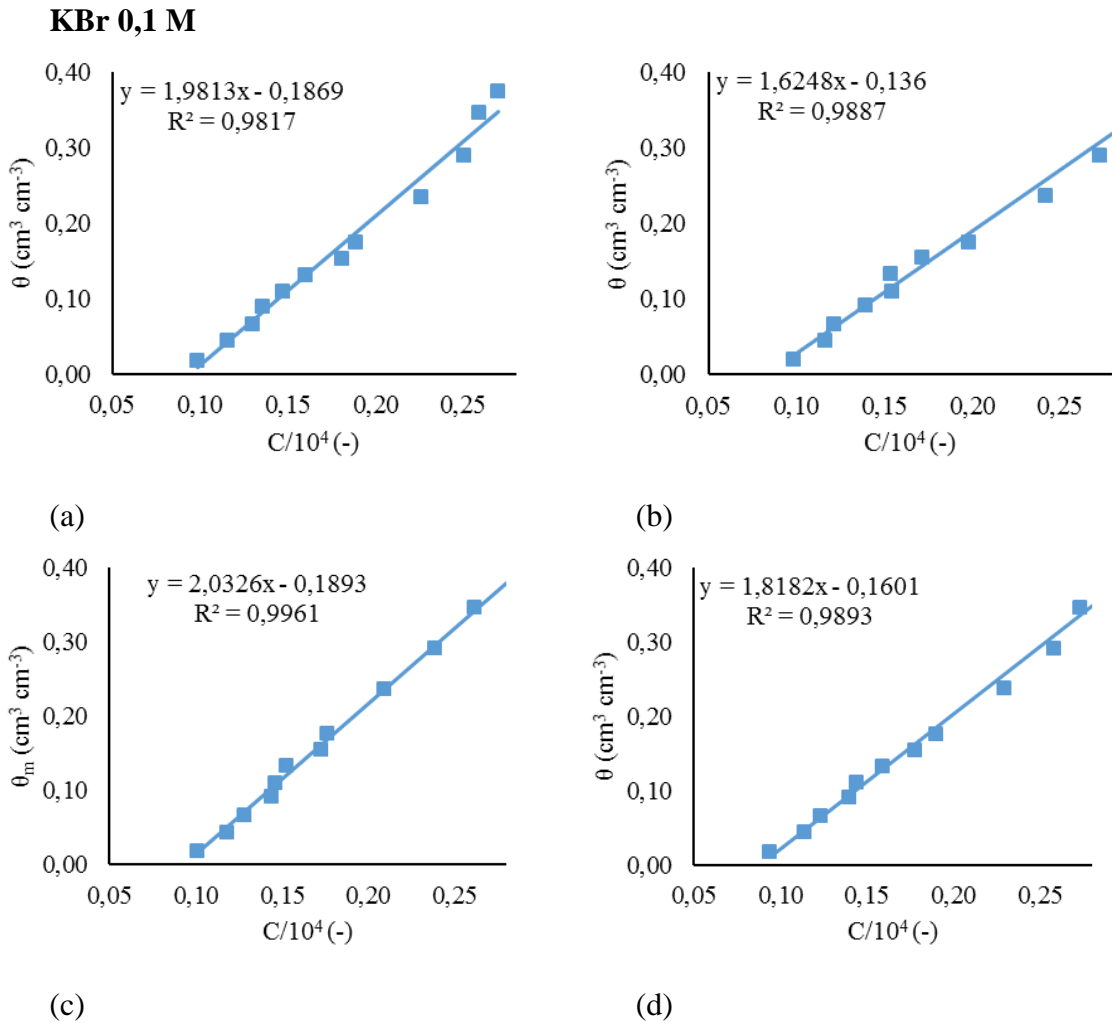 KBr 0,1 M
y = 1,9813x - 0,1869
R² = 0,9817
0,40
0,30
0,20
0,10
0,00
θ (cm³ cm⁻³)
0,05 0,10 0,15 0,20 0,25
C/10⁴ (-)
(a)
y = 1,6248x - 0,136
R² = 0,9887
0,40
0,30
0,20
0,10
0,00
θ (cm³ cm⁻³)
0,05 0,10 0,15 0,20 0,25
C/10⁴ (-)
(b)
y = 2,0326x - 0,1893
R² = 0,9961
0,40
0,30
0,20
0,10
0,00
θₘ (cm³ cm⁻³)
0,05 0,10 0,15 0,20 0,25
C/10⁴ (-)
(c)
y = 1,8182x - 0,1601
R² = 0,9893
0,40
0,30
0,20
0,10
0,00
θ (cm³ cm⁻³)
0,05 0,10 0,15 0,20 0,25
C/10⁴ (-)
(d)